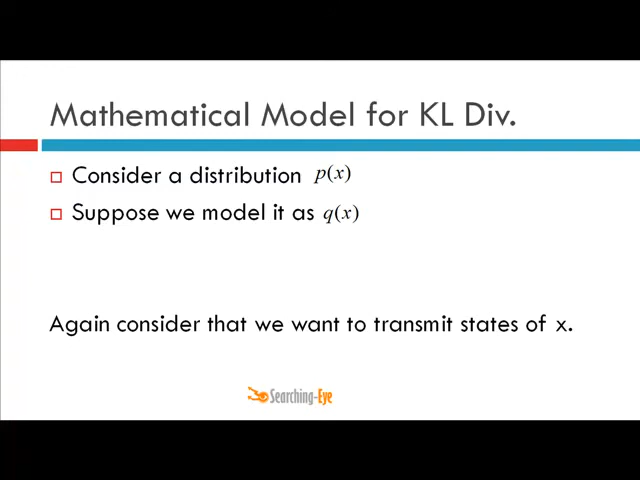 Mathematical Model for KL Div.
Consider a distribution p(x)
Suppose we model it as q(x)
Again consider that we want to transmit states of x.
Searching-Eye